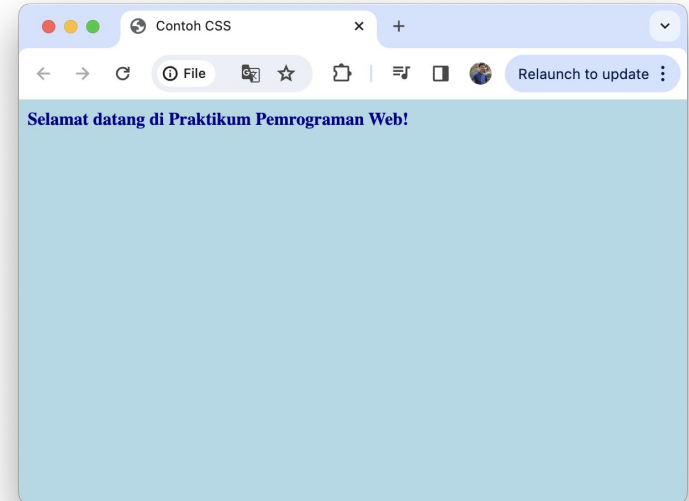 Contoh CSS
File
Relaunch to update
Selamat datang di Praktikum Pemrograman Web!